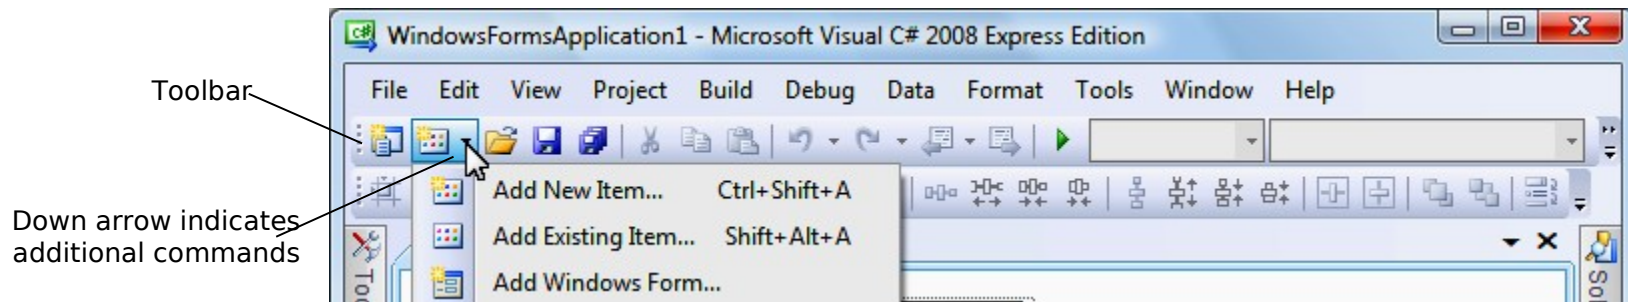 WindowsFormsApplication1 - Microsoft Visual C# 2008 Express Edition
File Edit View Project Build Debug Data Format Tools Window Help
Toolbar
Add New Item... Ctrl+Shift+A
Down arrow indicates
additional commands
Add Existing Item... Shift+Alt+A
Add Windows Form...